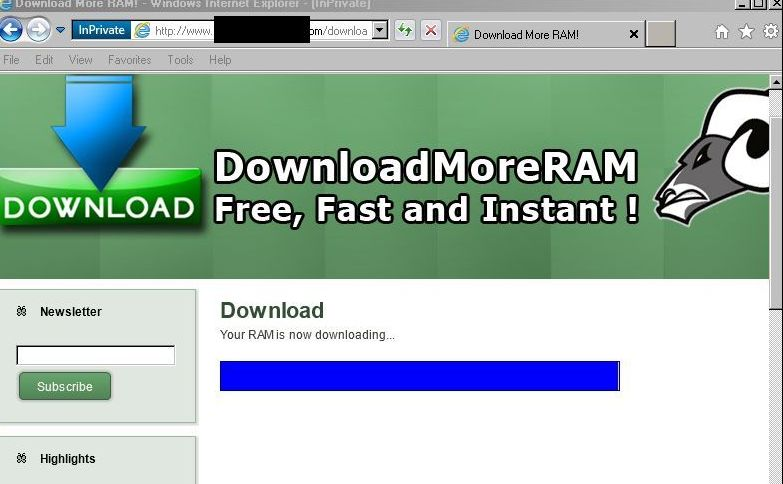 Download More RAM! - Windows Internet Explorer - [InPrivate]
InPrivate http://www. om/downloa Download More RAM!
File Edit View Favorites Tools Help
DOWNLOAD
DownloadMoreRAM
Free, Fast and Instant !
Newsletter
Subscribe
Highlights
Download
Your RAM is now downloading...